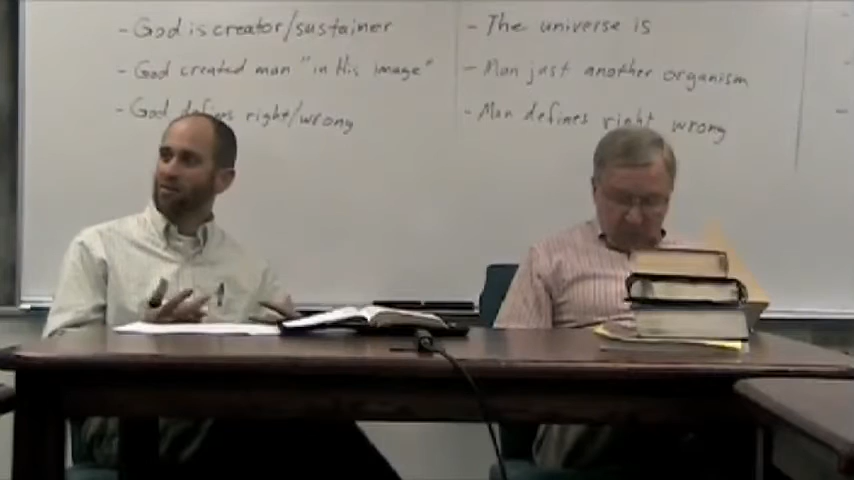 - God is creator/sustainer
- God created man "in His image"
- God defines right/wrong
- The universe is
- Man just another organism
- Man defines right wrong